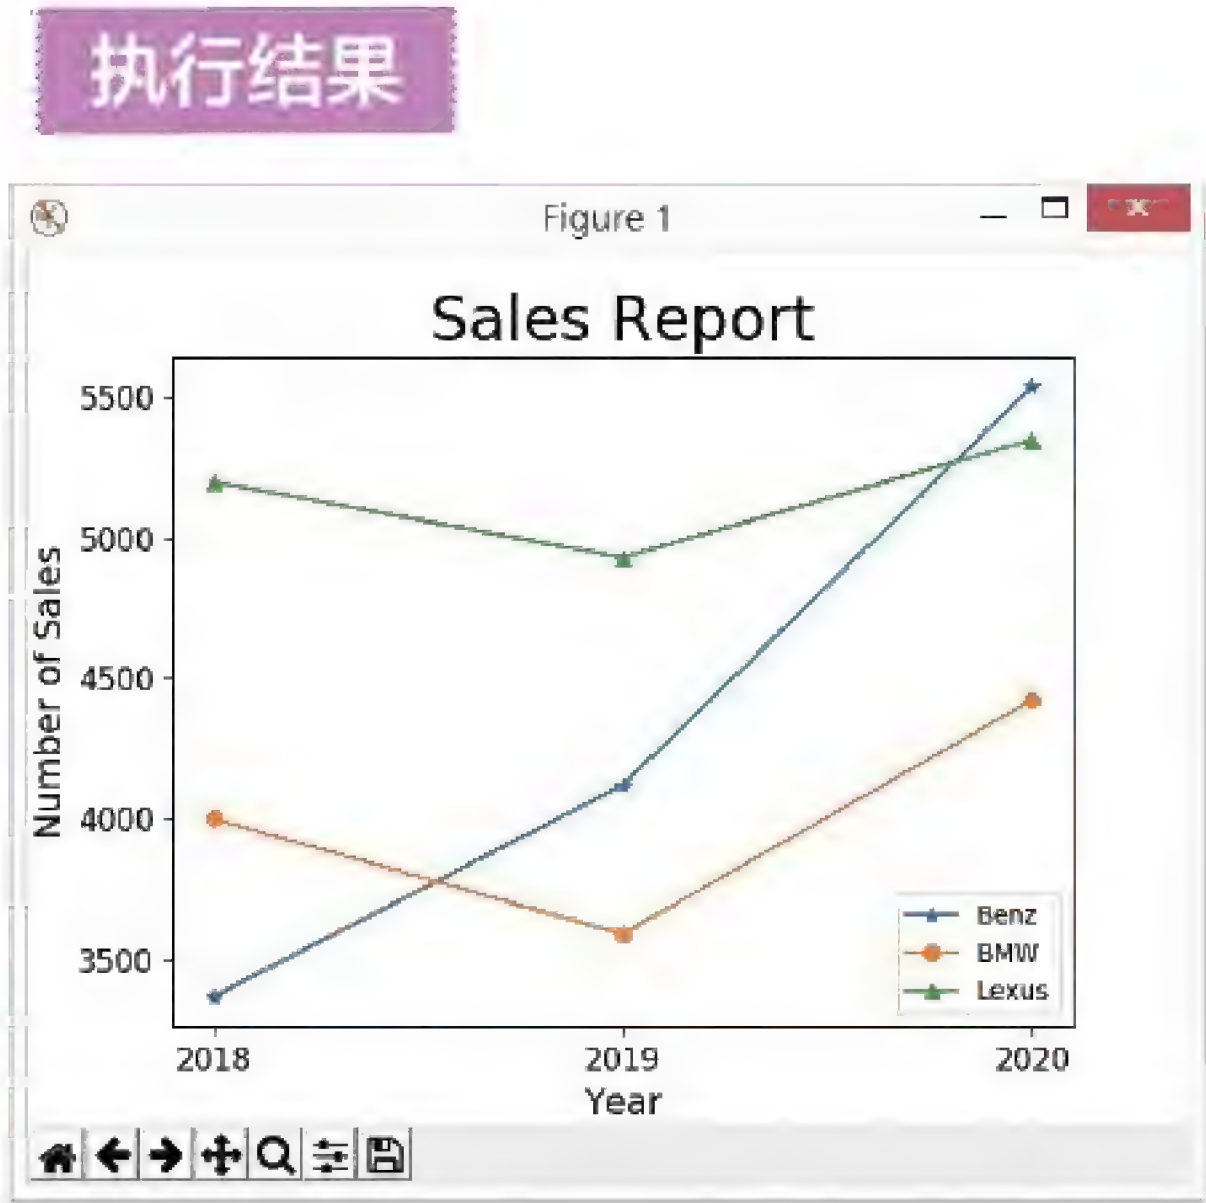 执行结果
Figure 1
Sales Report
5500
5000
4500
4000
3500
Number of Sales
Benz
BMW
Lexus
2018 2019 2020
Year